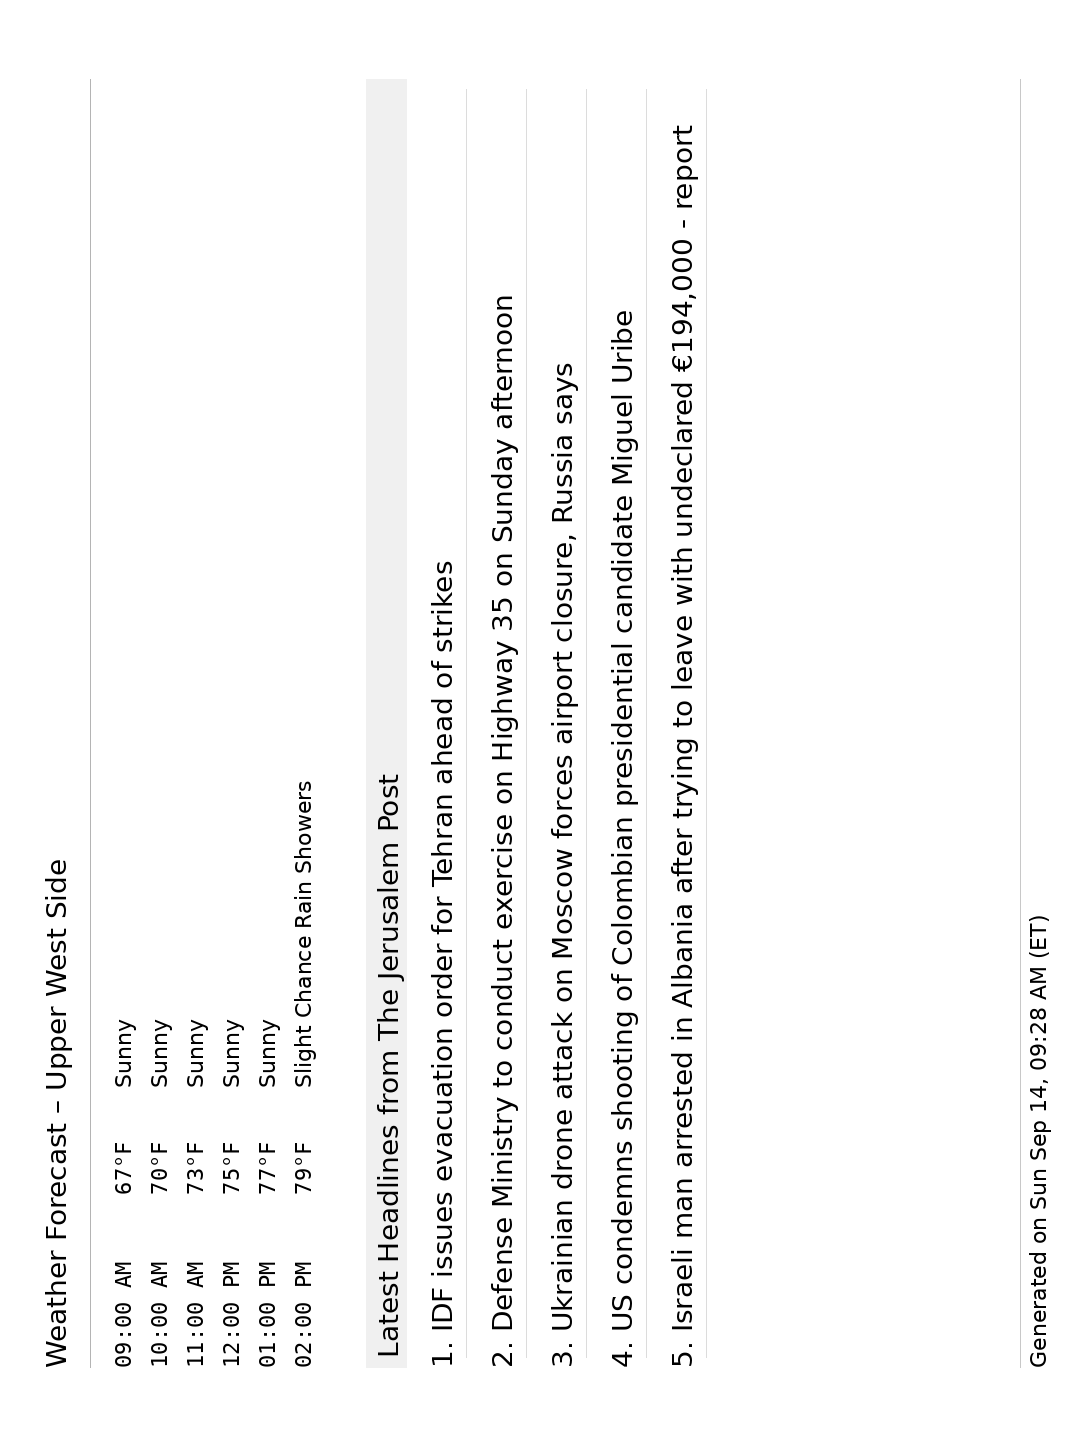 Weather Forecast – Upper West Side
09:00 AM 67°F Sunny
10:00 AM 70°F Sunny
11:00 AM 73°F Sunny
12:00 PM 75°F Sunny
01:00 PM 77°F Sunny
02:00 PM 79°F Slight Chance Rain Showers
Latest Headlines from The Jerusalem Post
1. IDF issues evacuation order for Tehran ahead of strikes
2. Defense Ministry to conduct exercise on Highway 35 on Sunday afternoon
3. Ukrainian drone attack on Moscow forces airport closure, Russia says
4. US condemns shooting of Colombian presidential candidate Miguel Uribe
5. Israeli man arrested in Albania after trying to leave with undeclared €194,000 - report
Generated on Sun Sep 14, 09:28 AM (ET)